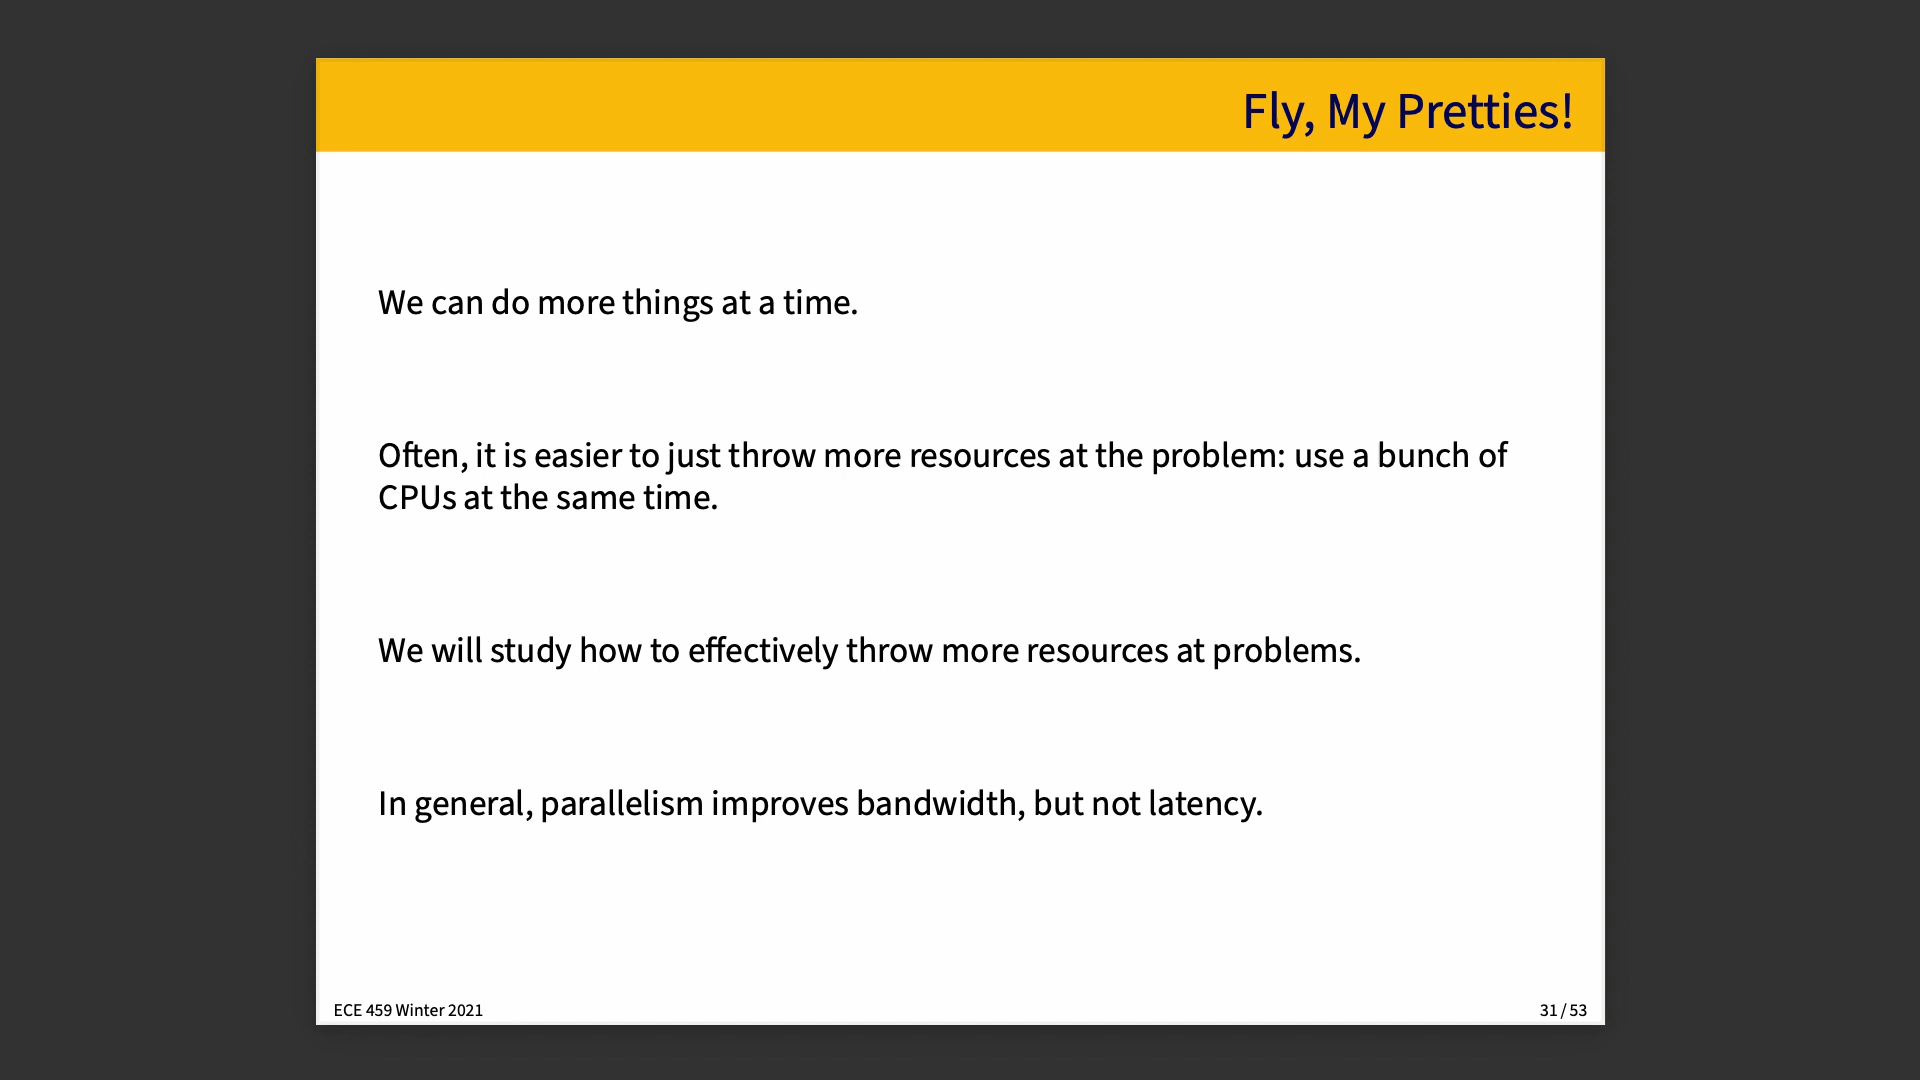 Fly, My Pretties!
We can do more things at a time.
Often, it is easier to just throw more resources at the problem: use a bunch of
CPUs at the same time.
We will study how to effectively throw more resources at problems.
In general, parallelism improves bandwidth, but not latency.
ECE 459 Winter 2021
31 / 53